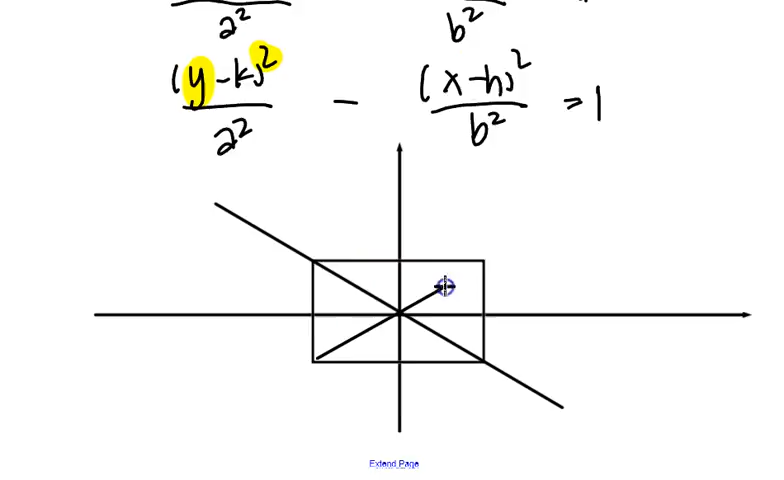 a² b²
(y-k)² / a² - (x-h)² / b² = 1
Extend Page